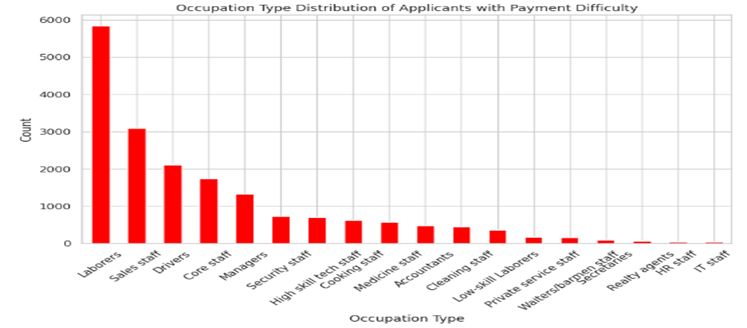 Occupation Type Distribution of Applicants with Payment Difficulty
Count
6000
5000
4000
3000
2000
1000
0
Laborers
Sales staff
Drivers
Core staff
Managers
Security staff
High skill tech staff
Cooking staff
Medicine staff
Accountants
Cleaning staff
Low-skill Laborers
Private service staff
Waiters/barmen staff
Secretaries
Realty agents
HR staff
IT staff
Occupation Type